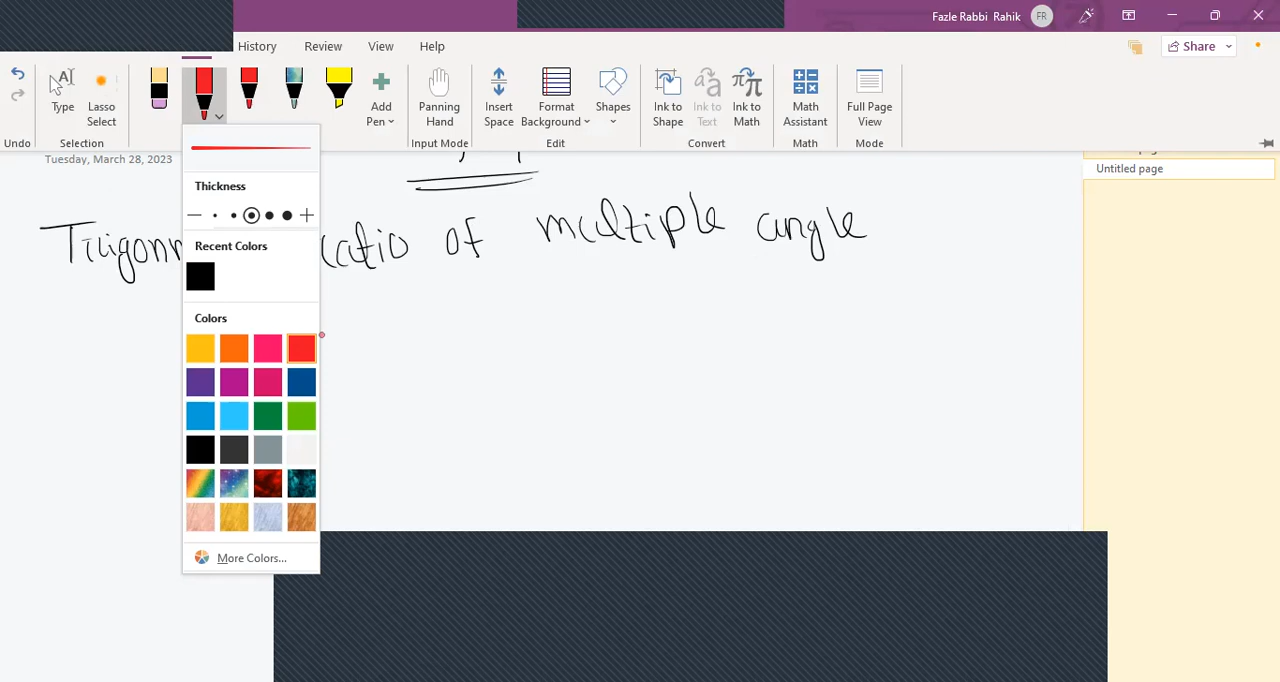 Fazle Rabbi Rahik FR
History Review View Help Share
Type Lasso Select Add Pen Panning Hand Insert Space Format Background Shapes Ink to Shape Ink to Text Ink to Math Math Assistant Full Page View
Undo Selection Input Mode Edit Convert Math Mode
Tuesday, March 28, 2023
Untitled page
Thickness
Trigonm ratio of multiple angle
Recent Colors
Colors
More Colors...